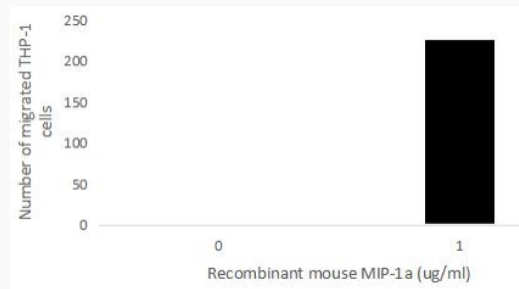 250
200
150
100
50
0
Number of migrated THP-1
cells
0 1
Recombinant mouse MIP-1a (ug/ml)